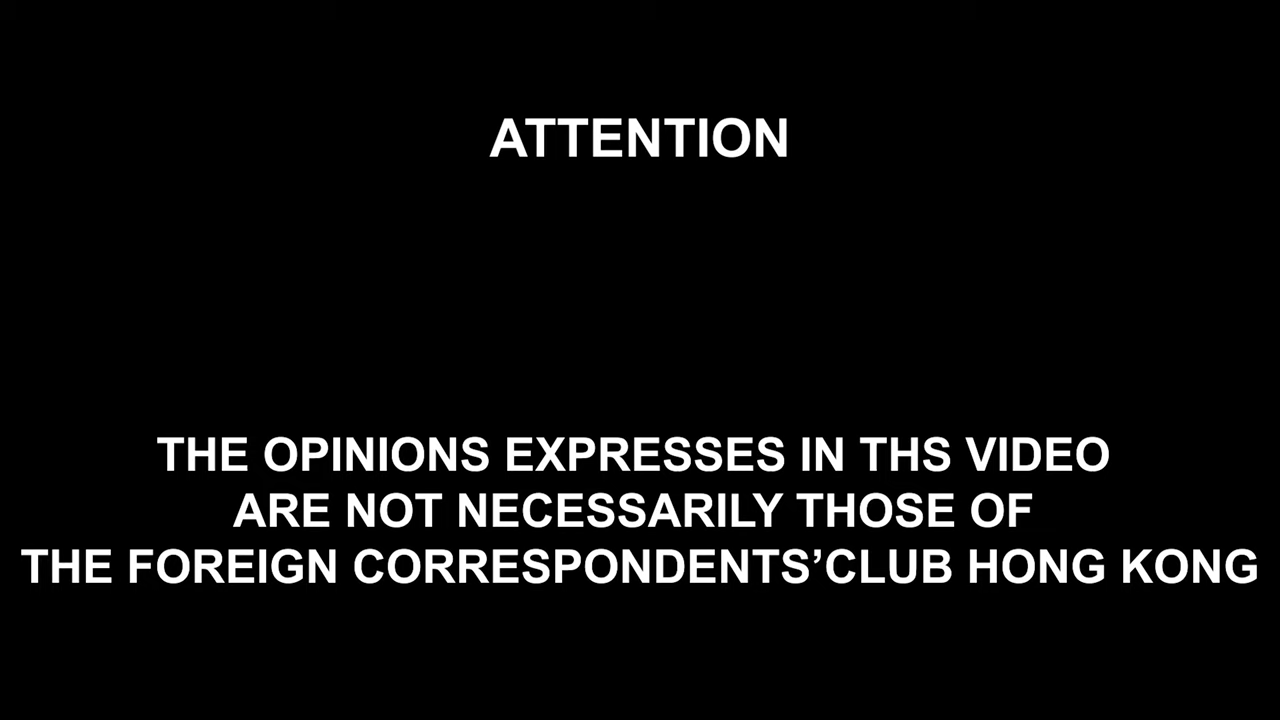 ATTENTION
THE OPINIONS EXPRESSES IN THS VIDEO
ARE NOT NECESSARILY THOSE OF
THE FOREIGN CORRESPONDENTS’CLUB HONG KONG